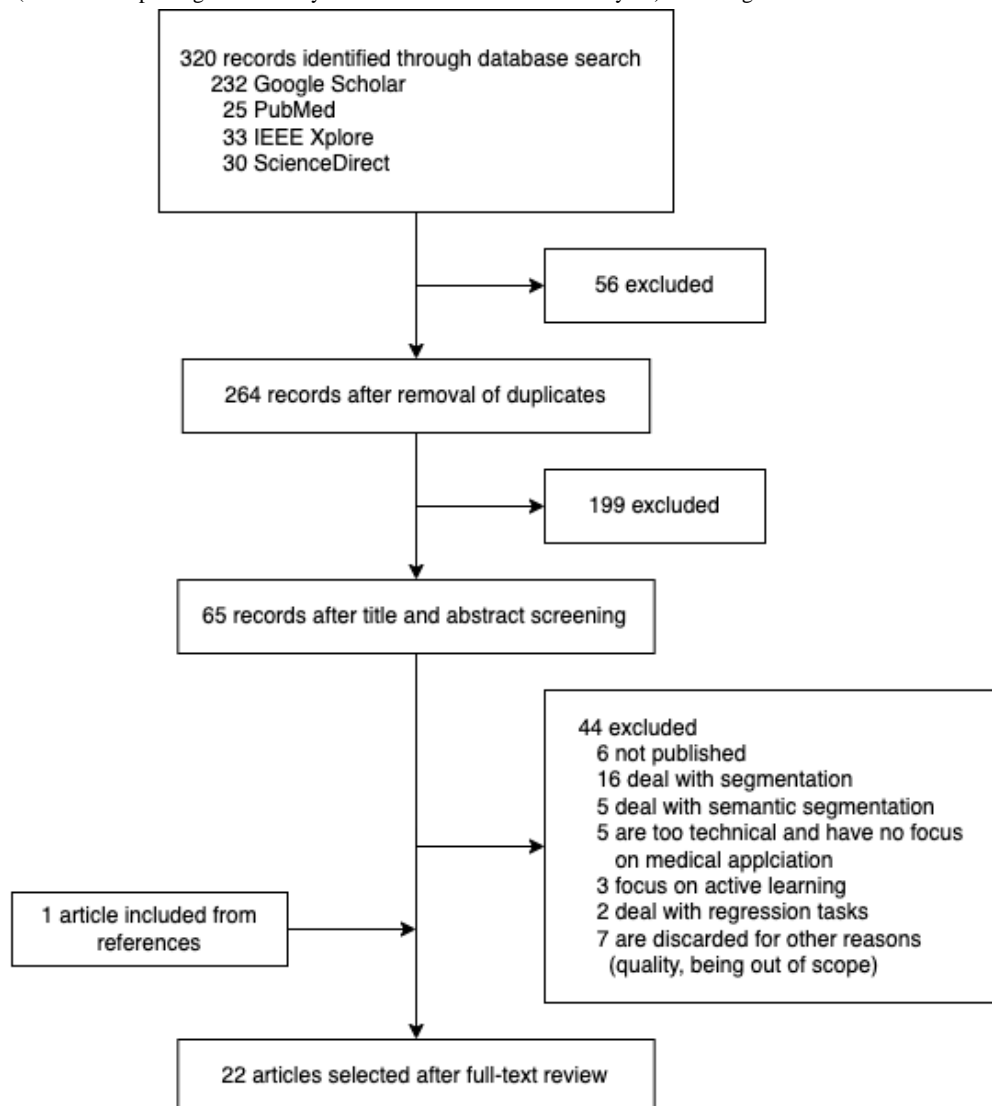 320 records identified through database search
232 Google Scholar
25 PubMed
33 IEEE Xplore
30 ScienceDirect
56 excluded
264 records after removal of duplicates
199 excluded
65 records after title and abstract screening
44 excluded
6 not published
16 deal with segmentation
5 deal with semantic segmentation
5 are too technical and have no focus
on medical applciation
3 focus on active learning
2 deal with regression tasks
7 are discarded for other reasons
(quality, being out of scope)
1 article included from
references
22 articles selected after full-text review